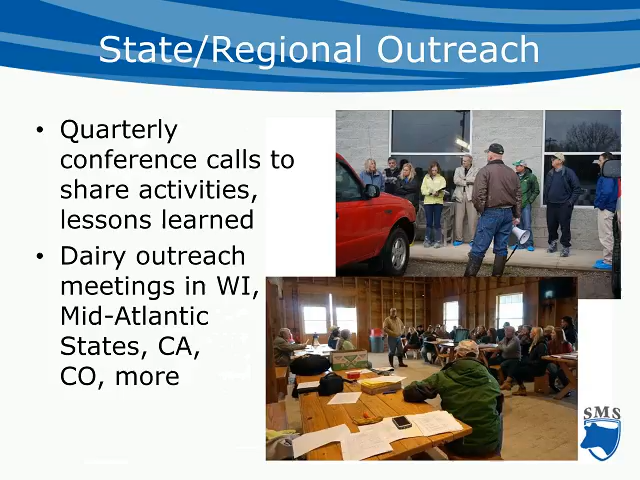 State/Regional Outreach
• Quarterly
conference calls to
share activities,
lessons learned
• Dairy outreach
meetings in WI,
Mid-Atlantic
States, CA,
CO, more
SMS